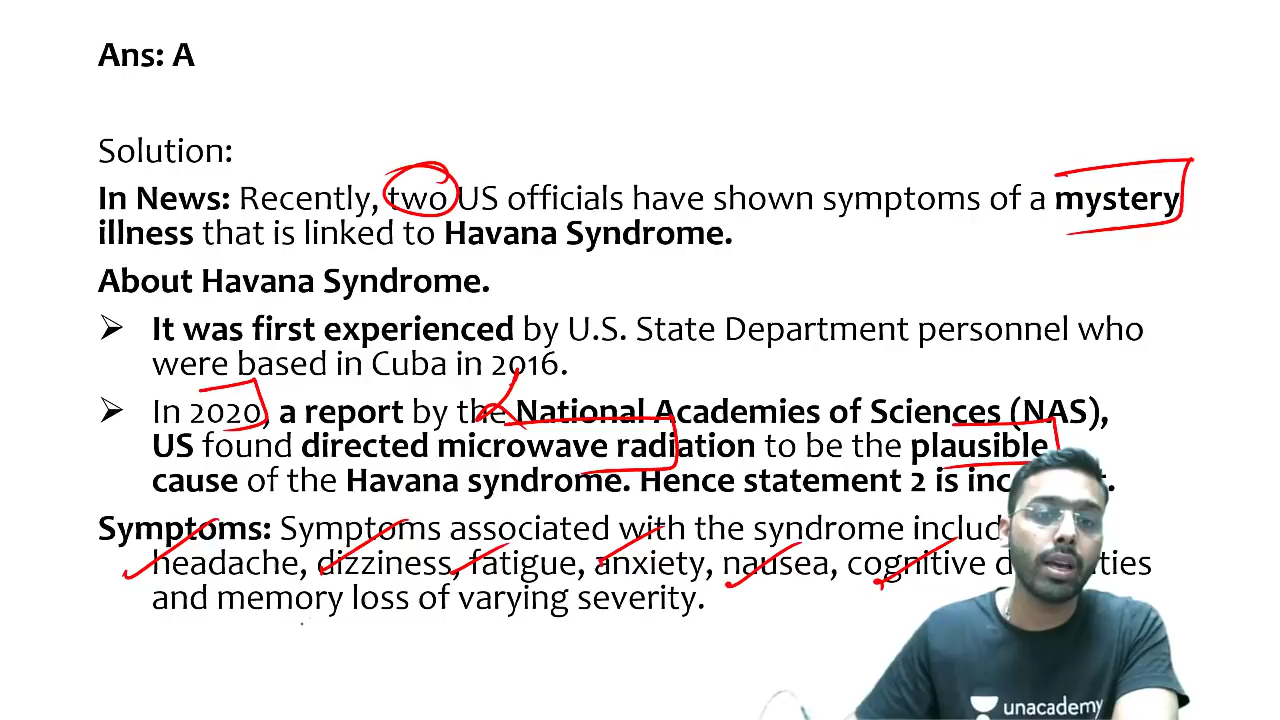 Ans: A
Solution:
In News: Recently, two US officials have shown symptoms of a mystery
illness that is linked to Havana Syndrome.
About Havana Syndrome.
➢ It was first experienced by U.S. State Department personnel who
were based in Cuba in 2016.
➢ In 2020, a report by the National Academies of Sciences (NAS),
US found directed microwave radiation to be the plausible
cause of the Havana syndrome. Hence statement 2 is
Symptoms: Symptoms associated with the syndrome
headache, dizziness, fatigue, anxiety, nausea, cognitive
and memory loss of varying severity.
unacademy